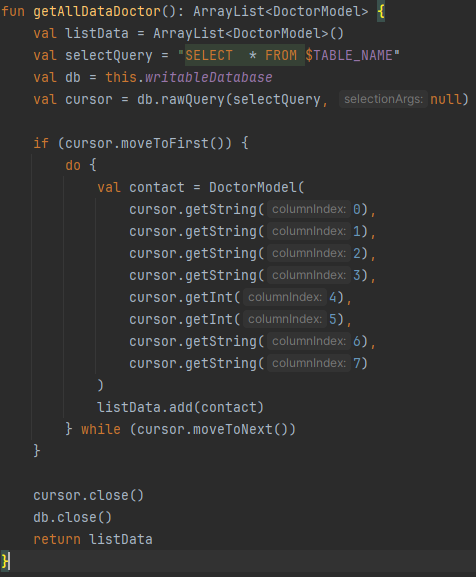 fun getAllDataDoctor(): ArrayList<DoctorModel> {
    val listData = ArrayList<DoctorModel>()
    val selectQuery = "SELECT  * FROM $TABLE_NAME"
    val db = this.writableDatabase
    val cursor = db.rawQuery(selectQuery, selectionArgs: null)

    if (cursor.moveToFirst()) {
        do {
            val contact = DoctorModel(
                cursor.getString( columnIndex: 0),
                cursor.getString( columnIndex: 1),
                cursor.getString( columnIndex: 2),
                cursor.getString( columnIndex: 3),
                cursor.getInt( columnIndex: 4),
                cursor.getInt( columnIndex: 5),
                cursor.getString( columnIndex: 6),
                cursor.getString( columnIndex: 7)
            )
            listData.add(contact)
        } while (cursor.moveToNext())
    }

    cursor.close()
    db.close()
    return listData
}